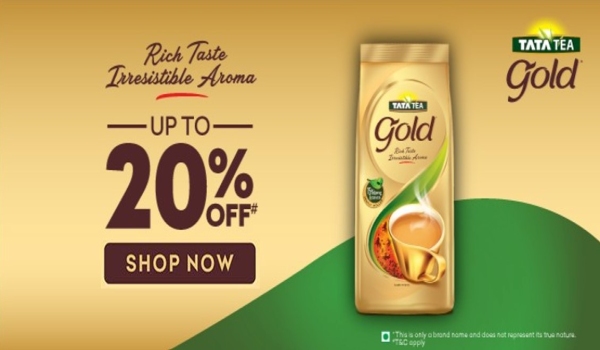 Rich Taste
Irresistible Aroma
UP TO
20%
OFF#
SHOP NOW
TATA TEA
Gold
TATA TEA
Gold
Rich Taste
Irresistible Aroma
*This is only a brand name and does not represent its true nature.
#T&C apply